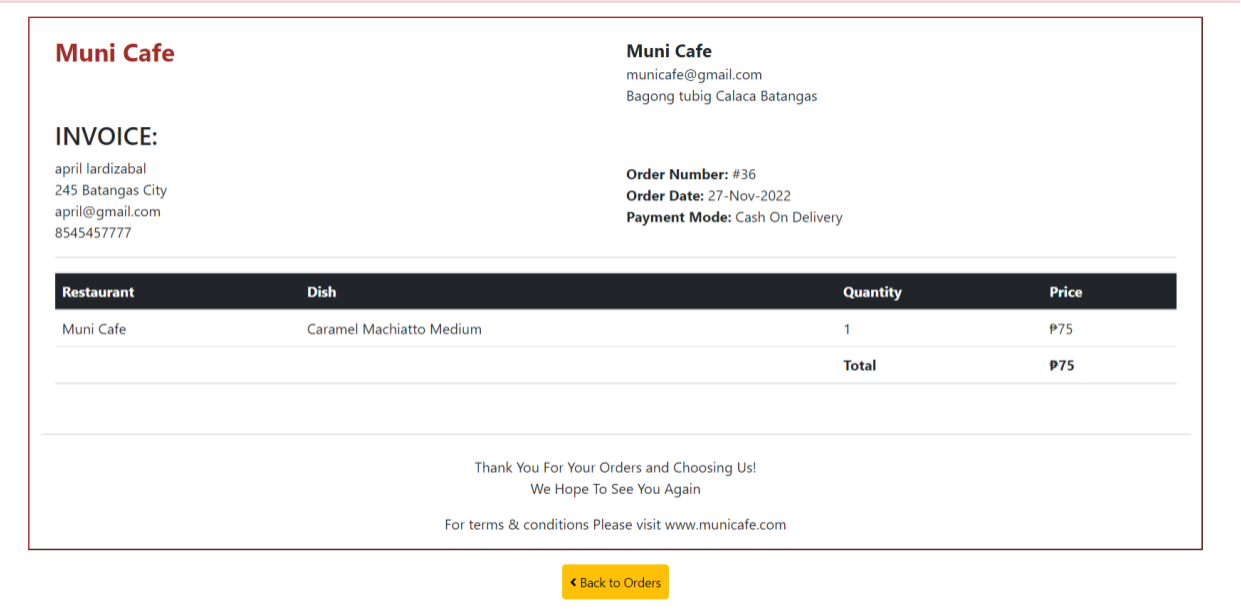 Muni Cafe
Muni Cafe
municafe@gmail.com
Bagong tubig Calaca Batangas
INVOICE:
april lardizabal
245 Batangas City
april@gmail.com
8545457777
Order Number: #36
Order Date: 27-Nov-2022
Payment Mode: Cash On Delivery
Restaurant Dish Quantity Price
Muni Cafe Caramel Machiatto Medium 1 ₱75
Total ₱75
Thank You For Your Orders and Choosing Us!
We Hope To See You Again
For terms & conditions Please visit www.municafe.com
Back to Orders